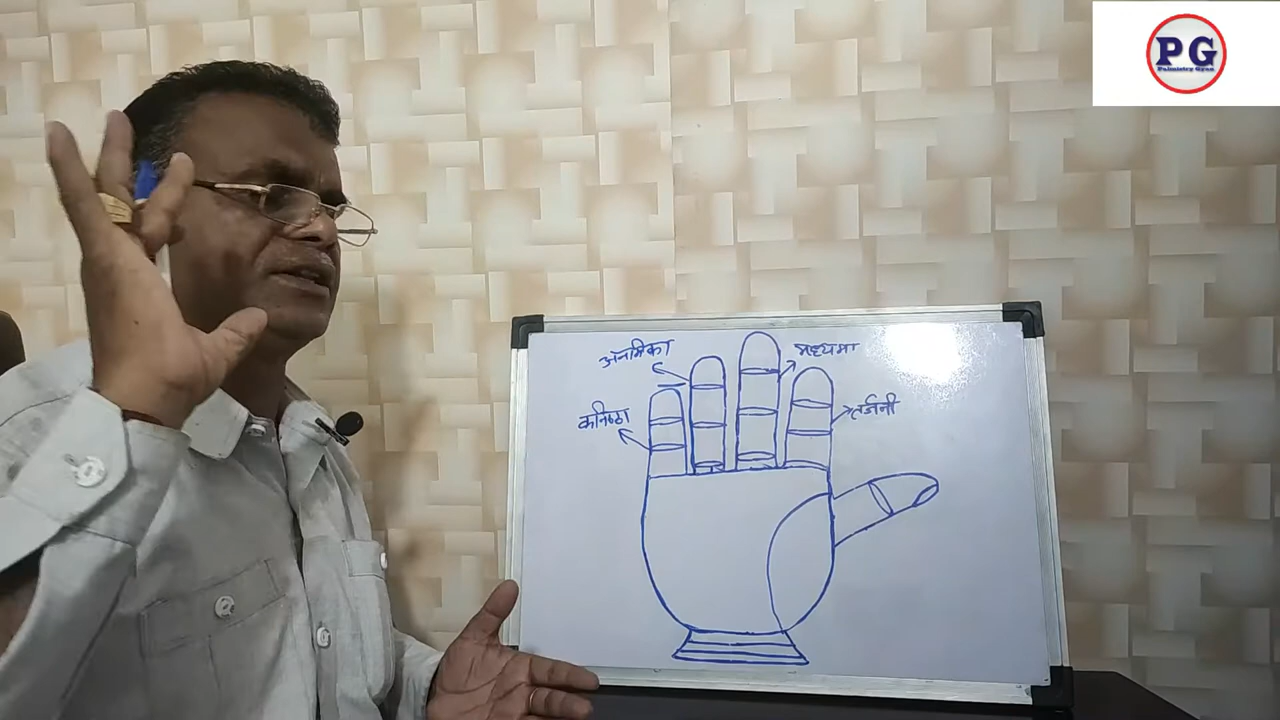 PG
Palmistry Gyan
अनामिका
मध्यमा
कनिष्ठा
तर्जनी